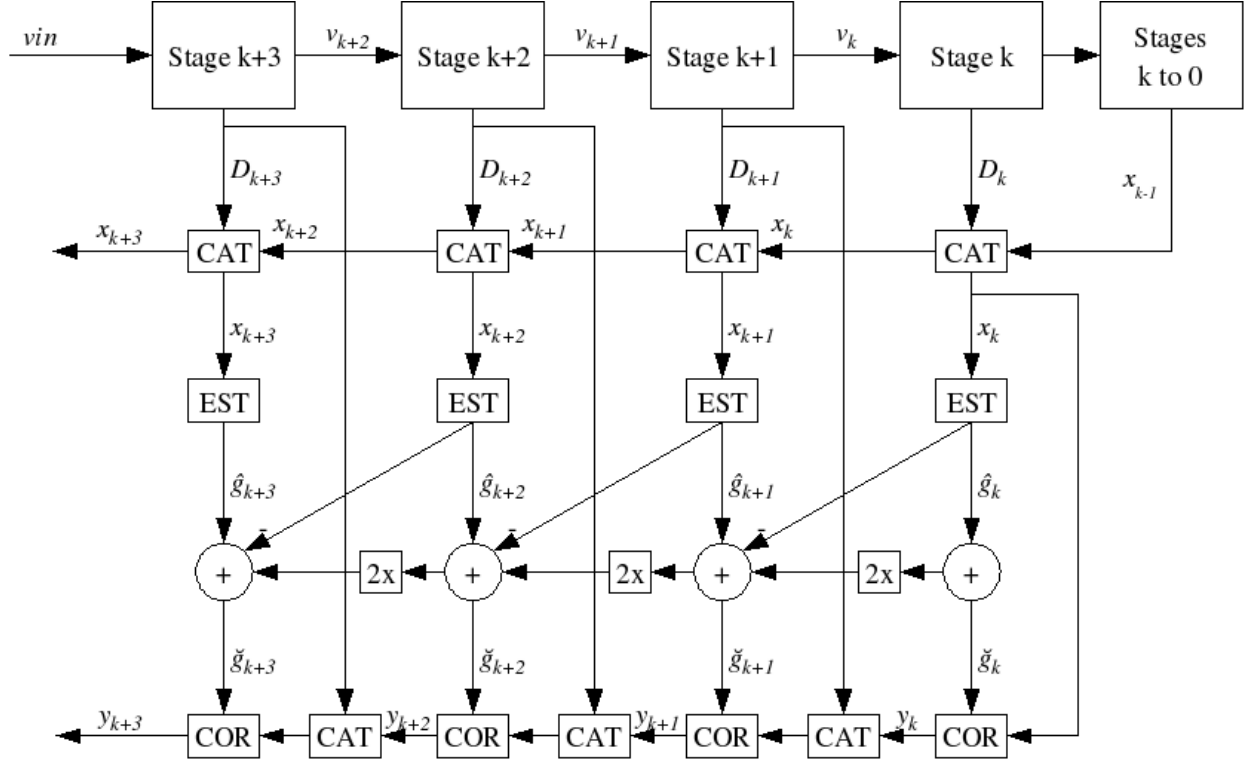 vin
Stage k+3
v_{k+2}
Stage k+2
v_{k+1}
Stage k+1
v_k
Stage k
Stages
k to 0
D_{k+3}
D_{k+2}
D_{k+1}
D_k
x_{k-1}
x_{k+3}
CAT
x_{k+2}
CAT
x_{k+1}
CAT
x_k
CAT
x_{k+3}
x_{k+2}
x_{k+1}
x_k
EST
EST
EST
EST
ĝ_{k+3}
ĝ_{k+2}
ĝ_{k+1}
ĝ_k
-
-
-
+
2x
+
2x
+
2x
+
ğ_{k+3}
ğ_{k+2}
ğ_{k+1}
ğ_k
y_{k+3}
COR
CAT
y_{k+2}
COR
CAT
y_{k+1}
COR
CAT
y_k
COR